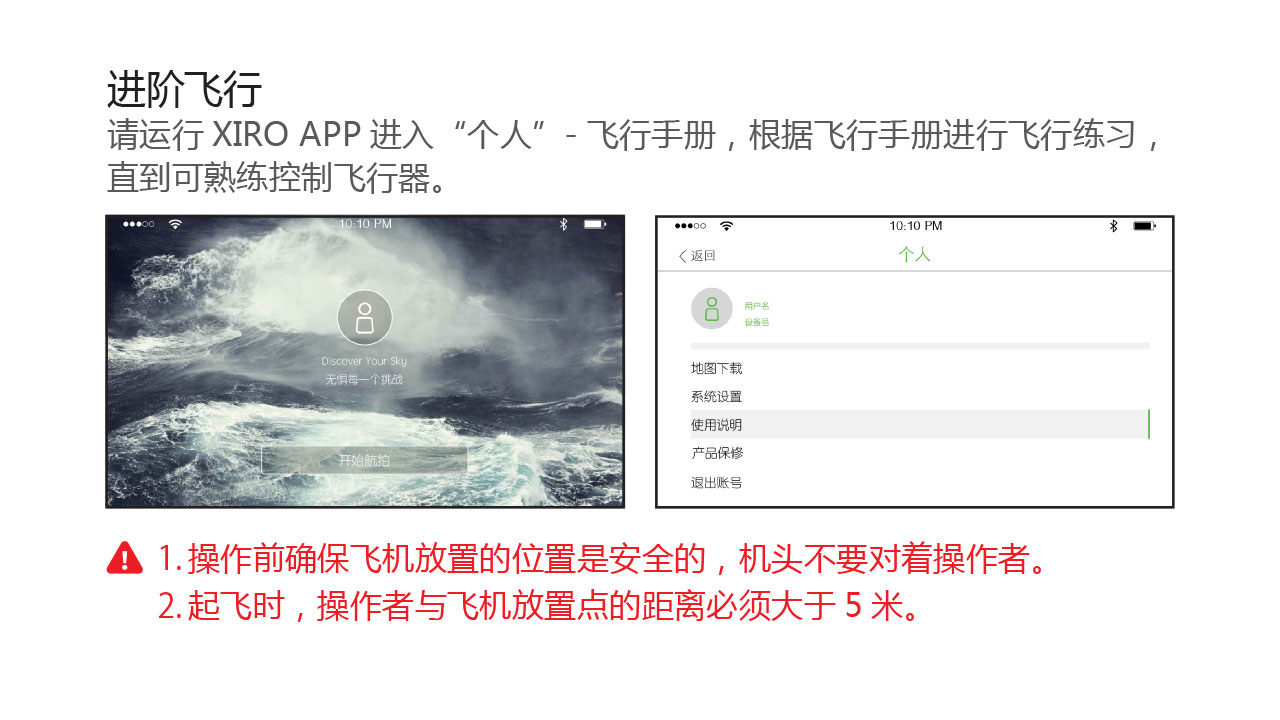 进阶飞行
请运行 XIRO APP 进入“个人”- 飞行手册，根据飞行手册进行飞行练习，
直到可熟练控制飞行器。
10:10 PM
Discover Your Sky
无惧每一个挑战
开始航拍
10:10 PM
返回
个人
用户名
设备号
地图下载
系统设置
使用说明
产品保修
退出账号
1. 操作前确保飞机放置的位置是安全的，机头不要对着操作者。
2. 起飞时，操作者与飞机放置点的距离必须大于 5 米。